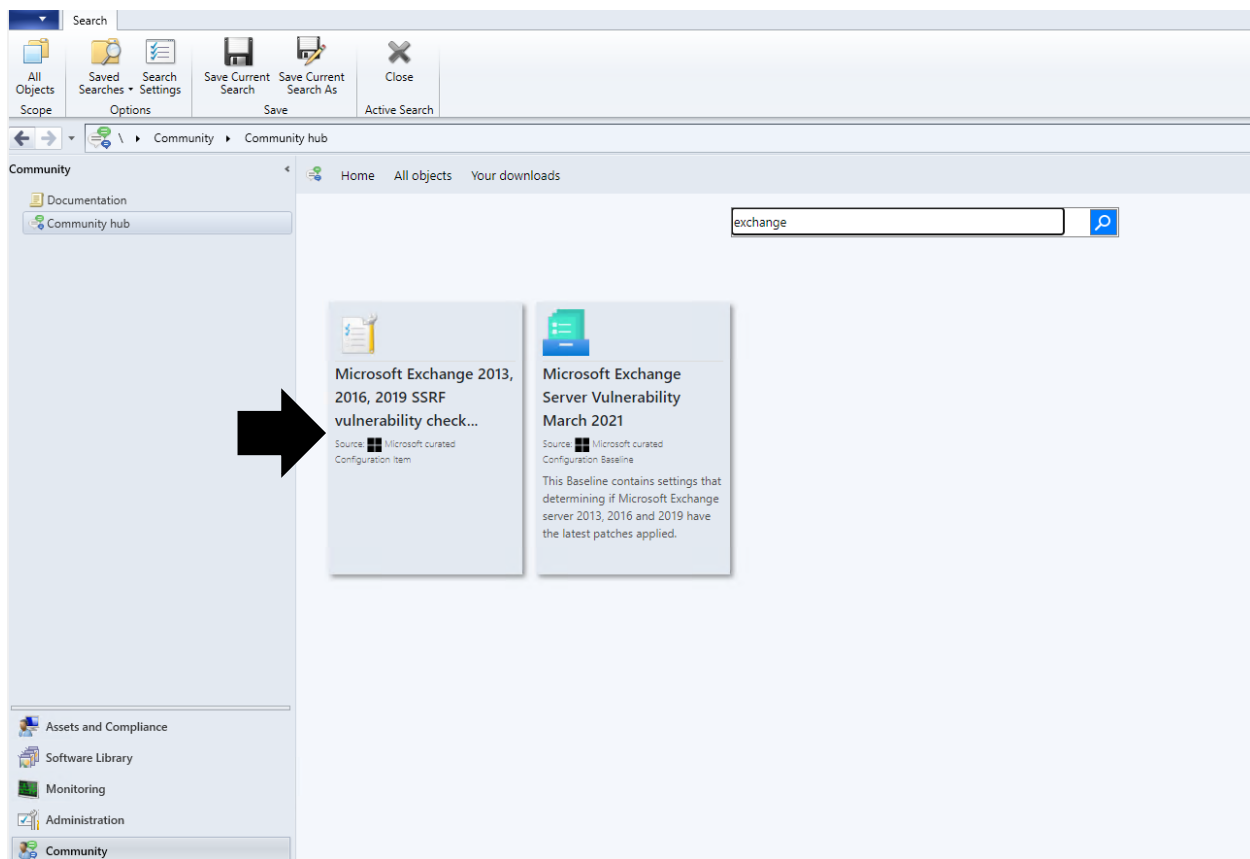 Search
All
Objects
Saved
Searches
Search
Settings
Save Current
Search
Save Current
Search As
Close
Scope
Options
Save
Active Search
\ Community Community hub
Community
Documentation
Community hub
Home All objects Your downloads
exchange
Microsoft Exchange 2013,
2016, 2019 SSRF
vulnerability check...
Source: Microsoft curated
Configuration Item
Microsoft Exchange
Server Vulnerability
March 2021
Source: Microsoft curated
Configuration Baseline
This Baseline contains settings that
determining if Microsoft Exchange
server 2013, 2016 and 2019 have
the latest patches applied.
Assets and Compliance
Software Library
Monitoring
Administration
Community